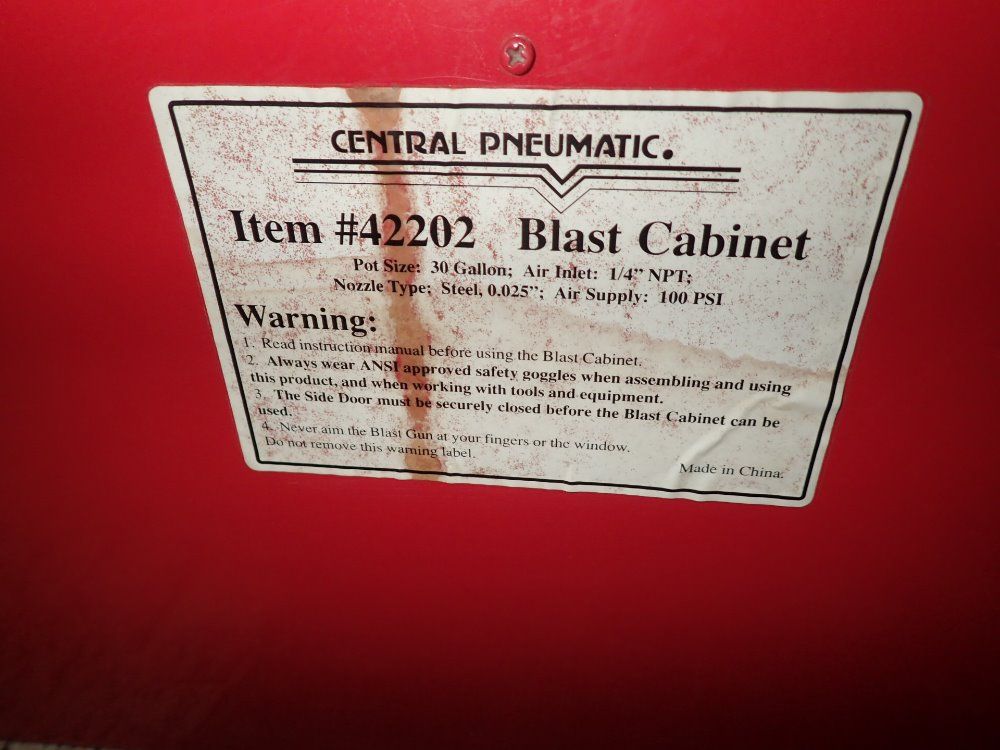 CENTRAL PNEUMATIC.
Item #42202 Blast Cabinet
Pot Size: 30 Gallon; Air Inlet: 1/4” NPT;
Nozzle Type: Steel, 0.025”; Air Supply: 100 PSI
Warning:
1. Read instruction manual before using the Blast Cabinet.
2. Always wear ANSI approved safety goggles when assembling and using
this product, and when working with tools and equipment.
3. The Side Door must be securely closed before the Blast Cabinet can be
used.
4. Never aim the Blast Gun at your fingers or the window.
Do not remove this warning label.
Made in China.